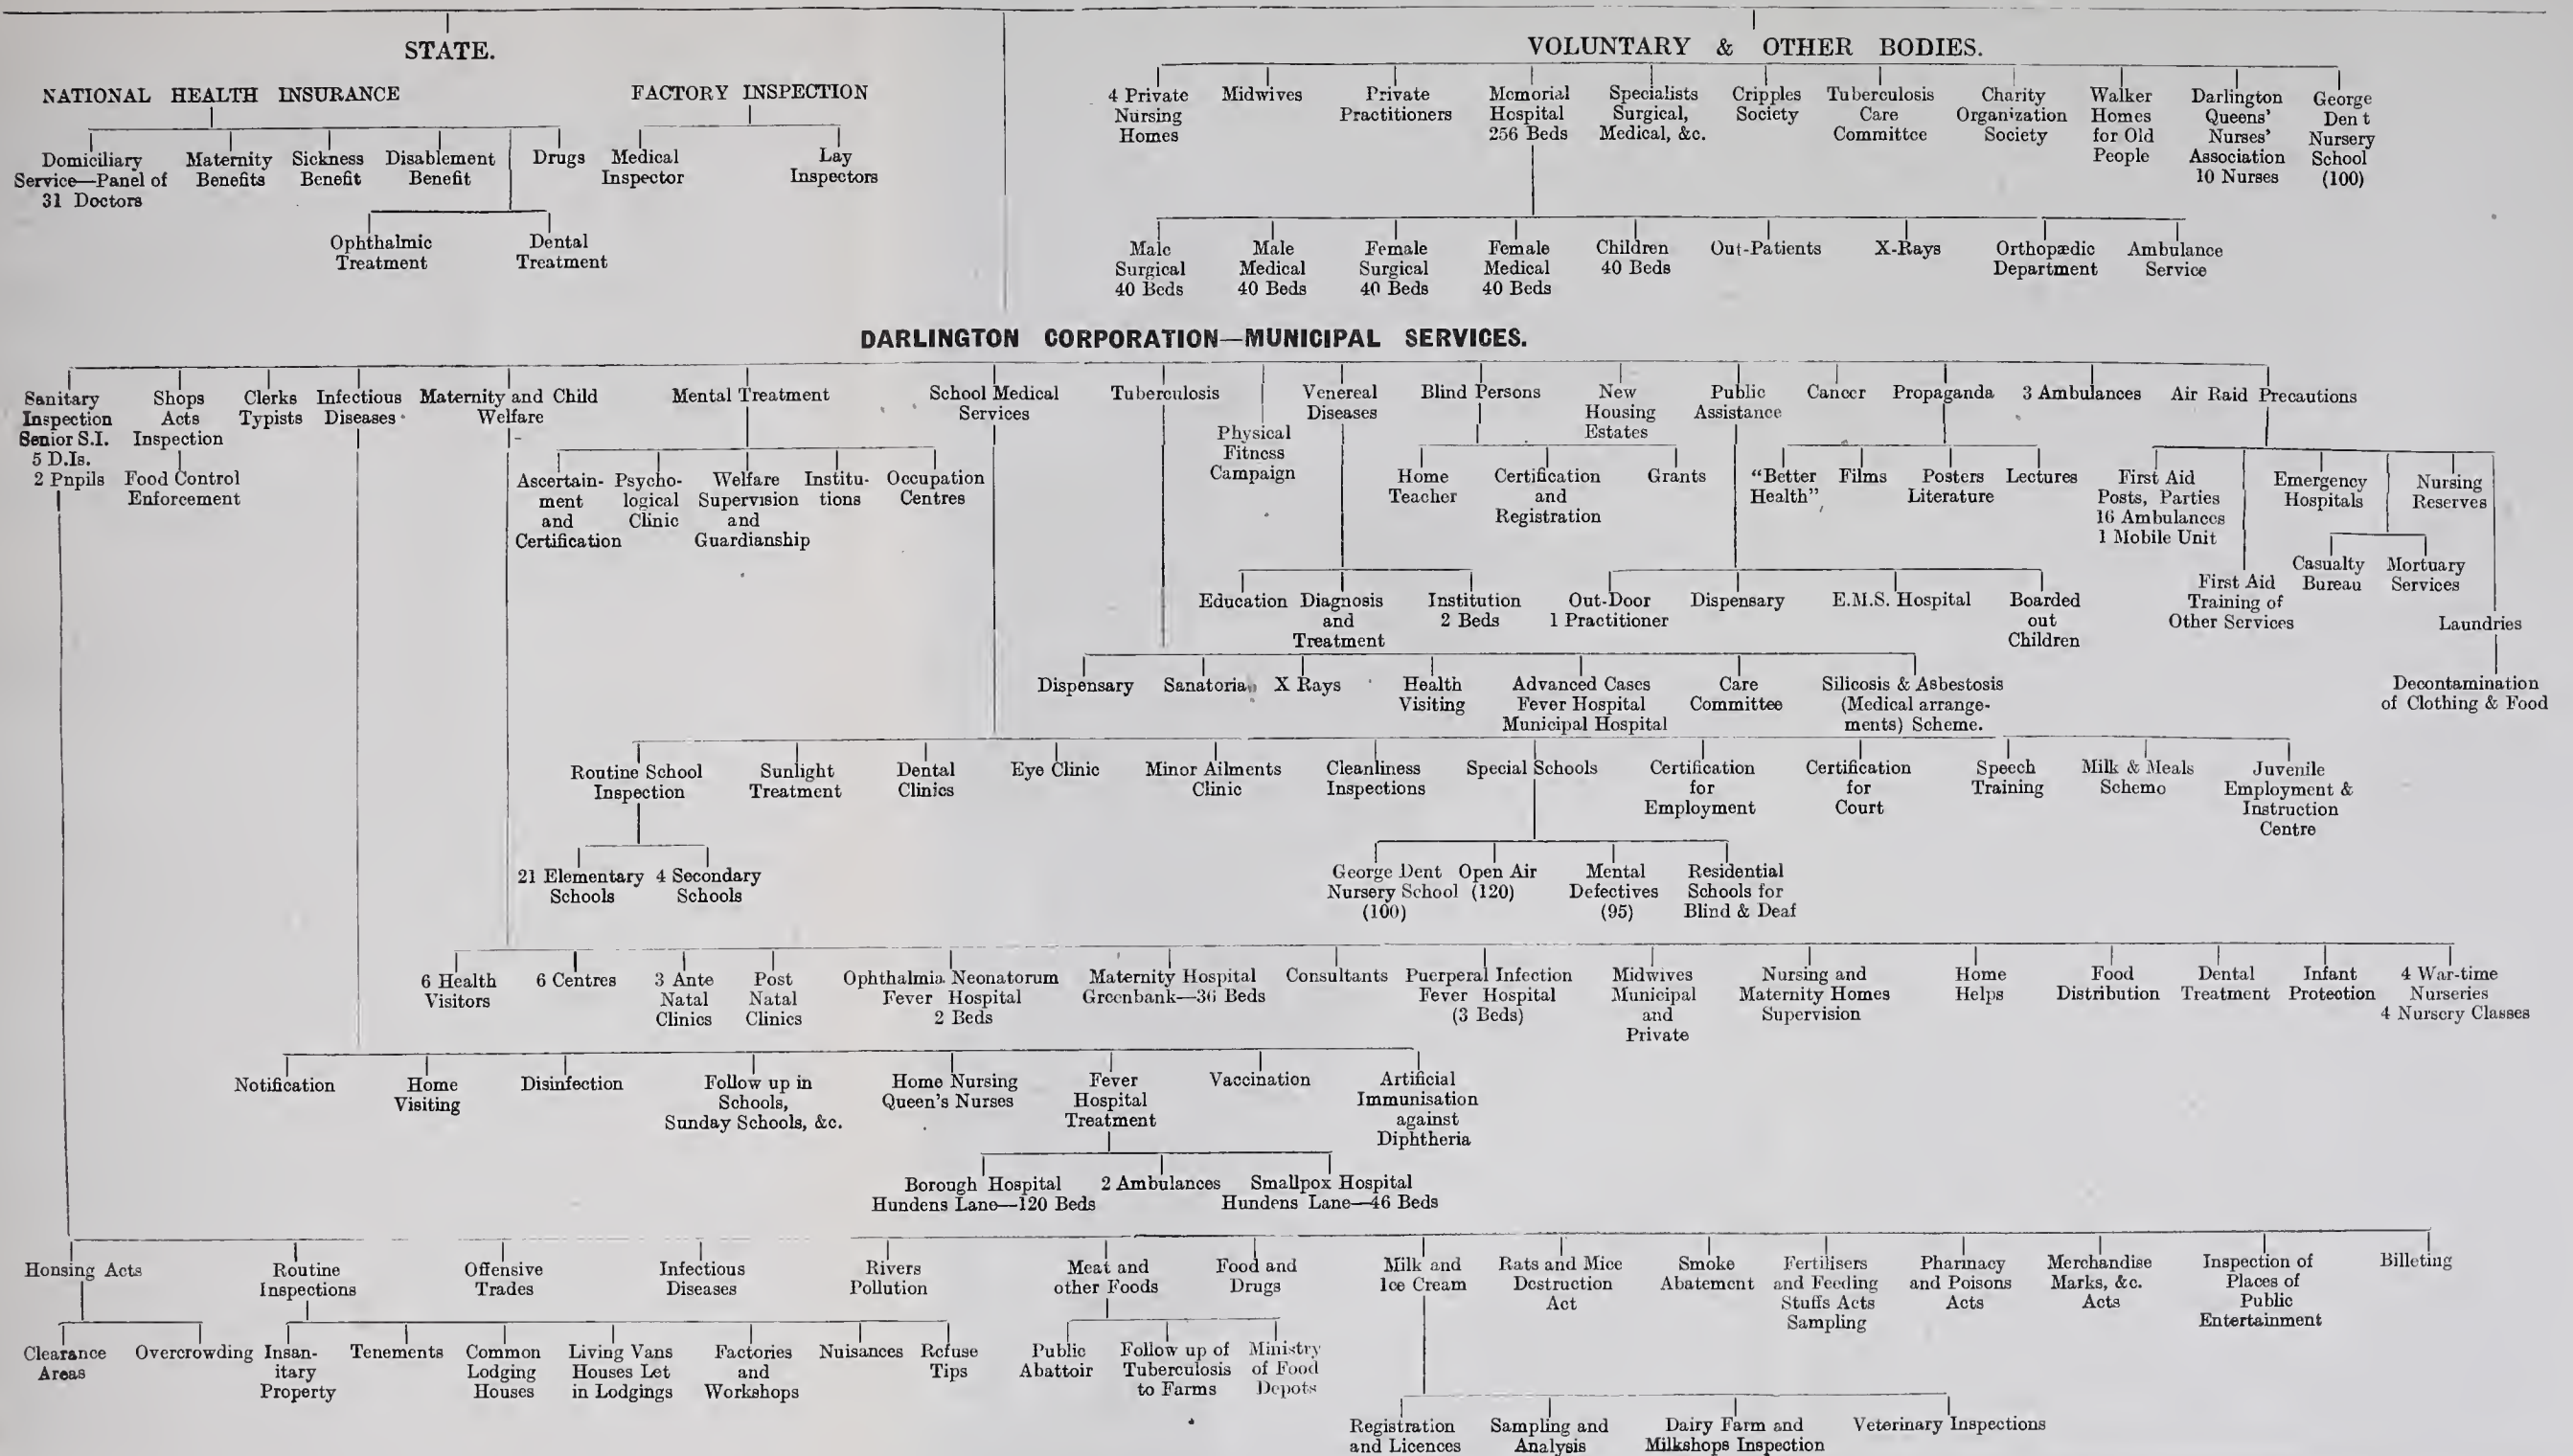 STATE.
NATIONAL HEALTH INSURANCE
Domiciliary
Service—Panel of
31 Doctors
Maternity
Benefits
Sickness
Benefit
Disablement
Benefit
Drugs
Ophthalmic
Treatment
Dental
Treatment
FACTORY INSPECTION
Medical
Inspector
Lay
Inspectors
VOLUNTARY & OTHER BODIES.
4 Private
Nursing
Homes
Midwives
Private
Practitioners
Memorial
Hospital
256 Beds
Specialists
Surgical,
Medical, &c.
Cripples
Society
Tuberculosis
Care
Committee
Charity
Organization
Society
Walker
Homes
for Old
People
Darlington
Queens'
Nurses'
Association
10 Nurses
George
Dent
Nursery
School
(100)
Male
Surgical
40 Beds
Male
Medical
40 Beds
Female
Surgical
40 Beds
Female
Medical
40 Beds
Children
40 Beds
Out-Patients
X-Rays
Orthopædic
Department
Ambulance
Service
DARLINGTON CORPORATION—MUNICIPAL SERVICES.
Sanitary
Inspection
Senior S.I.
5 D.Is.
2 Pupils
Shops
Acts
Inspection
Food Control
Enforcement
Clerks
Typists
Infectious
Diseases
Maternity and Child
Welfare
Mental Treatment
School Medical
Services
Tuberculosis
Physical
Fitness
Campaign
Venereal
Diseases
Blind Persons
New
Housing
Estates
Public
Assistance
Cancer
Propaganda
3 Ambulances
Air Raid Precautions
Ascertain-
ment
and
Certification
Psycho-
logical
Clinic
Welfare
Supervision
and
Guardianship
Institu-
tions
Occupation
Centres
Home
Teacher
Certification
and
Registration
Grants
"Better
Health"
Films
Posters
Literature
Lectures
First Aid
Posts, Parties
16 Ambulances
1 Mobile Unit
First Aid
Training of
Other Services
Emergency
Hospitals
Casualty
Bureau
Mortuary
Services
Nursing
Reserves
Laundries
Decontamination
of Clothing & Food
Education
Diagnosis
and
Treatment
Institution
2 Beds
Out-Door
1 Practitioner
Dispensary
E.M.S. Hospital
Boarded
out
Children
Dispensary
Sanatoria
X Rays
Health
Visiting
Advanced Cases
Fever Hospital
Municipal Hospital
Care
Committee
Silicosis & Asbestosis
(Medical arrange-
ments) Scheme.
Routine School
Inspection
Sunlight
Treatment
Dental
Clinics
Eye Clinic
Minor Ailments
Clinic
Cleanliness
Inspections
Special Schools
Certification
for
Employment
Certification
for
Court
Speech
Training
Milk & Meals
Scheme
Juvenile
Employment &
Instruction
Centre
21 Elementary
Schools
4 Secondary
Schools
George Dent
Nursery School
(100)
Open Air
(120)
Mental
Defectives
(95)
Residential
Schools for
Blind & Deaf
6 Health
Visitors
6 Centres
3 Ante
Natal
Clinics
Post
Natal
Clinics
Ophthalmia Neonatorum
Fever Hospital
2 Beds
Maternity Hospital
Greenbank—36 Beds
Consultants
Puerperal Infection
Fever Hospital
(3 Beds)
Midwives
Municipal
and
Private
Nursing and
Maternity Homes
Supervision
Home
Helps
Food
Distribution
Dental
Treatment
Infant
Protection
4 War-time
Nurseries
4 Nursery Classes
Notification
Home
Visiting
Disinfection
Follow up in
Schools,
Sunday Schools, &c.
Home Nursing
Queen's Nurses
Fever
Hospital
Treatment
Vaccination
Artificial
Immunisation
against
Diphtheria
Borough Hospital
Hundens Lane—120 Beds
2 Ambulances
Smallpox Hospital
Hundens Lane—46 Beds
Housing Acts
Routine
Inspections
Offensive
Trades
Infectious
Diseases
Rivers
Pollution
Meat and
other Foods
Food and
Drugs
Milk and
Ice Cream
Rats and Mice
Destruction
Act
Smoke
Abatement
Fertilisers
and Feeding
Stuffs Acts
Sampling
Pharmacy
and Poisons
Acts
Merchandise
Marks, &c.
Acts
Inspection of
Places of
Public
Entertainment
Billeting
Clearance
Areas
Overcrowding
Insan-
itary
Property
Tenements
Common
Lodging
Houses
Living Vans
Houses Let
in Lodgings
Factories
and
Workshops
Nuisances
Refuse
Tips
Public
Abattoir
Follow up of
Tuberculosis
to Farms
Ministry
of Food
Depots
Registration
and Licences
Sampling and
Analysis
Dairy Farm and
Milkshops Inspection
Veterinary Inspections